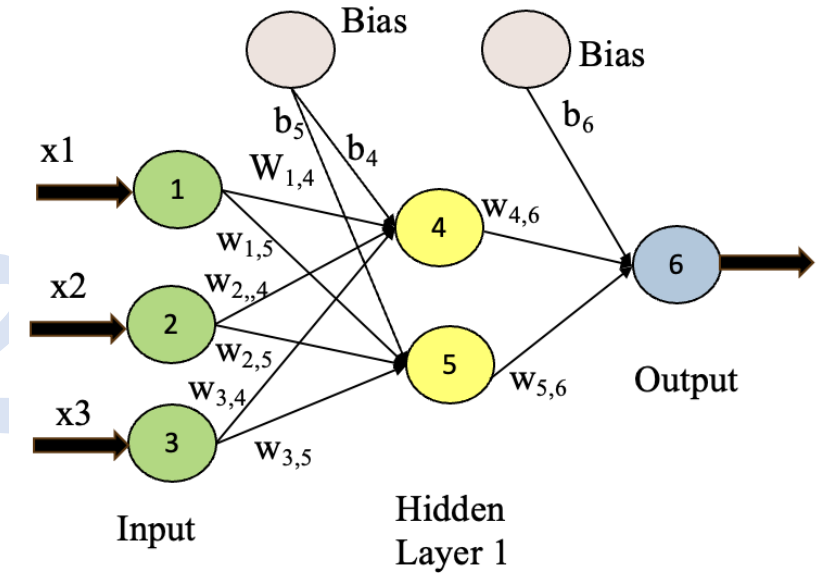 Bias
Bias
b5
b4
b6
x1
W1,4
1
w1,5
4
w4,6
6
x2
w2,,4
2
w2,5
5
w5,6
Output
x3
w3,4
3
w3,5
Input
Hidden
Layer 1